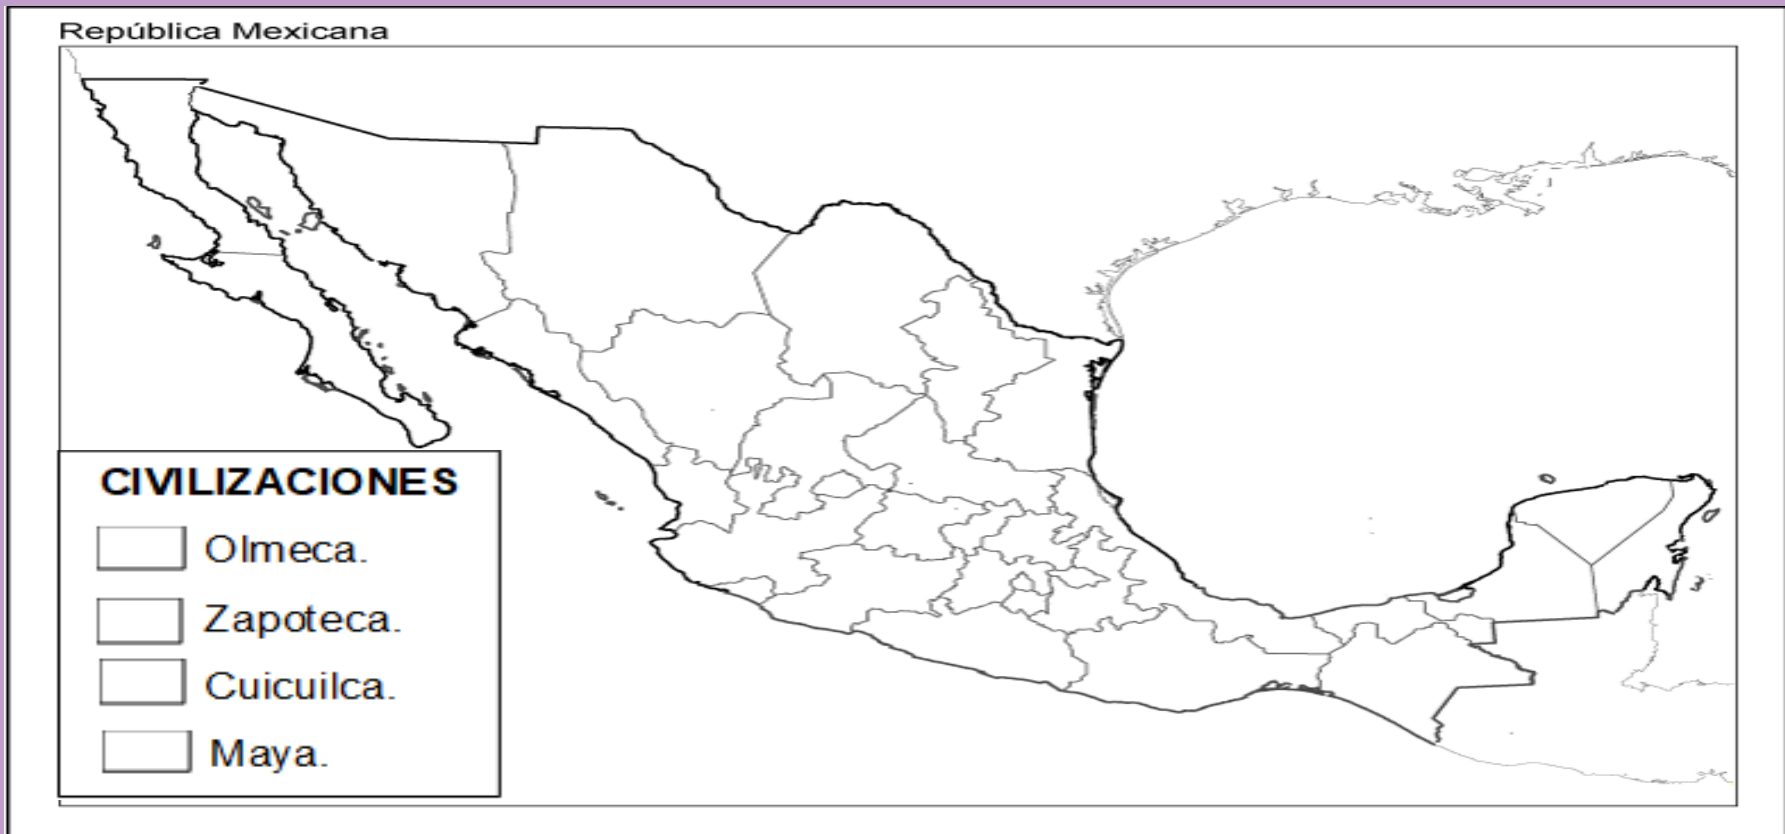 República Mexicana
CIVILIZACIONES
Olmeca.
Zapoteca.
Cuicuilca.
Maya.